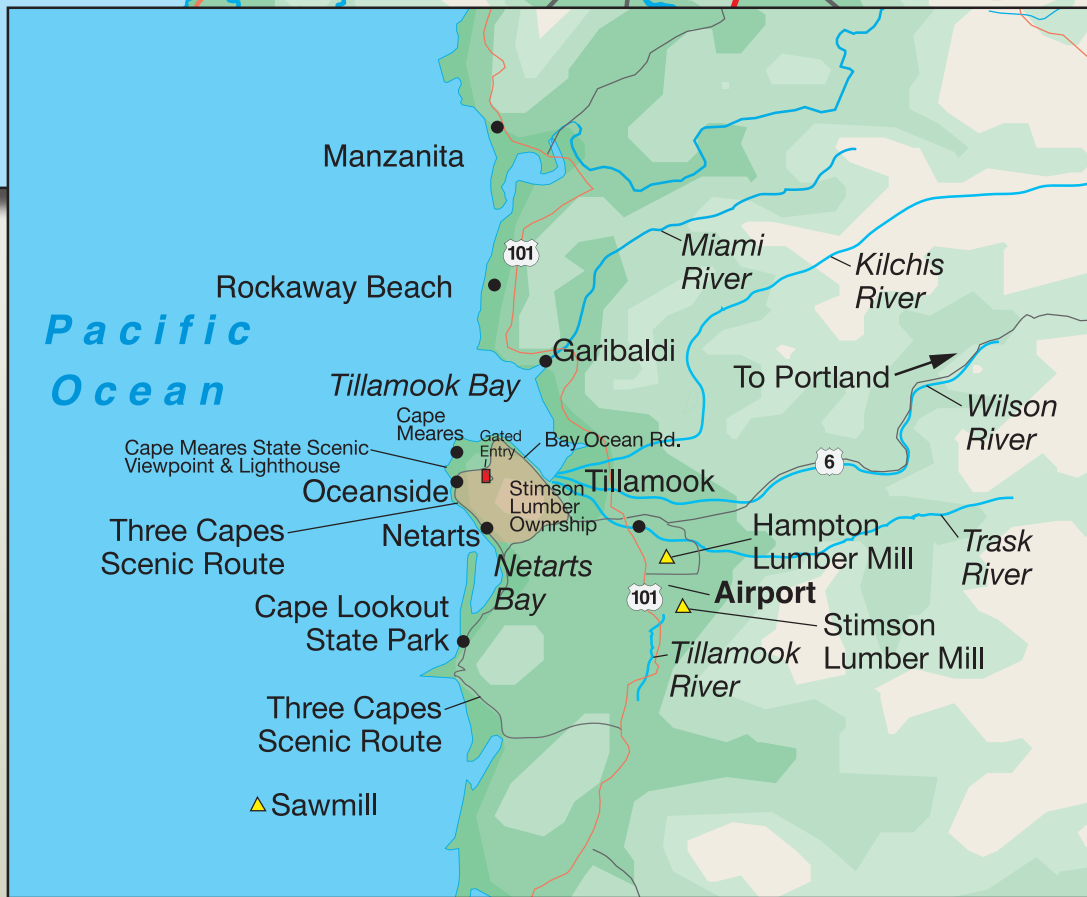 Manzanita
101
Miami
River
Kilchis
River
Rockaway Beach
Pacific
Ocean
Garibaldi
To Portland
Tillamook Bay
Wilson
River
Cape
Meares
Gated
Entry
Bay Ocean Rd.
Cape Meares State Scenic
Viewpoint & Lighthouse
6
Oceanside
Stimson
Lumber
Ownrship
Tillamook
Three Capes
Scenic Route
Netarts
Hampton
Lumber Mill
Trask
River
Netarts
Bay
101
Airport
Cape Lookout
State Park
Stimson
Lumber Mill
Tillamook
River
Three Capes
Scenic Route
Sawmill